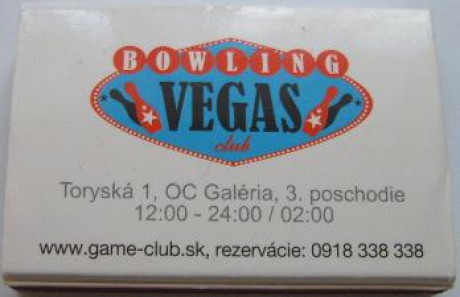 BOWLING
VEGAS
club
Toryská 1, OC Galéria, 3. poschodie
12:00 - 24:00 / 02:00
www.game-club.sk, rezervácie: 0918 338 338